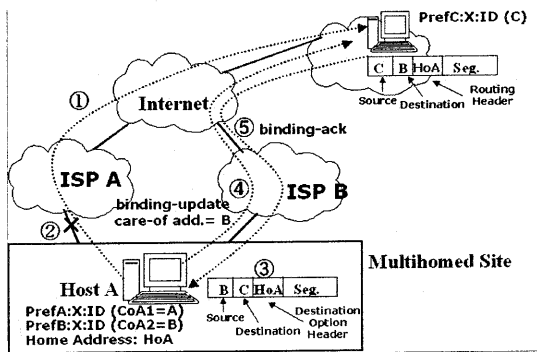 PrefC:X:ID (C)
C B HoA Seg.
Source Destination Routing Header
①
Internet
⑤ binding-ack
ISP A
④
ISP B
binding-update
care-of add.= B
②
Multihomed Site
Host A
③
B C HoA Seg.
PrefA:X:ID (CoA1=A)
PrefB:X:ID (CoA2=B)
Home Address: HoA
Source
Destination
Destination
Option
Header